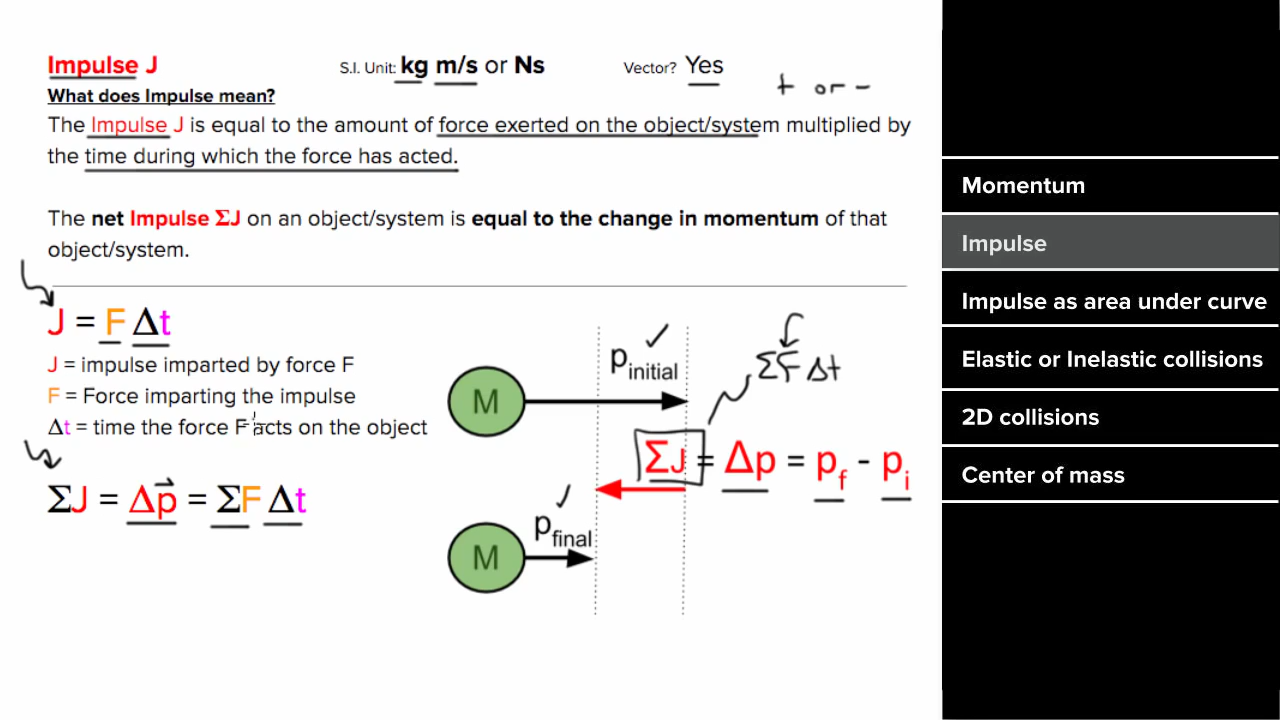 Impulse J S.I. Unit: kg m/s or Ns Vector? Yes
+ or -
What does Impulse mean?
The Impulse J is equal to the amount of force exerted on the object/system multiplied by
the time during which the force has acted.
The net Impulse ΣJ on an object/system is equal to the change in momentum of that
object/system.
J = F Δt
J = impulse imparted by force F
F = Force imparting the impulse
Δt = time the force F acts on the object
ΣJ = Δp = ΣF Δt
M
p initial
ΣF Δt
ΣJ = Δp = pf - pi
M
p final
Momentum
Impulse
Impulse as area under curve
Elastic or Inelastic collisions
2D collisions
Center of mass